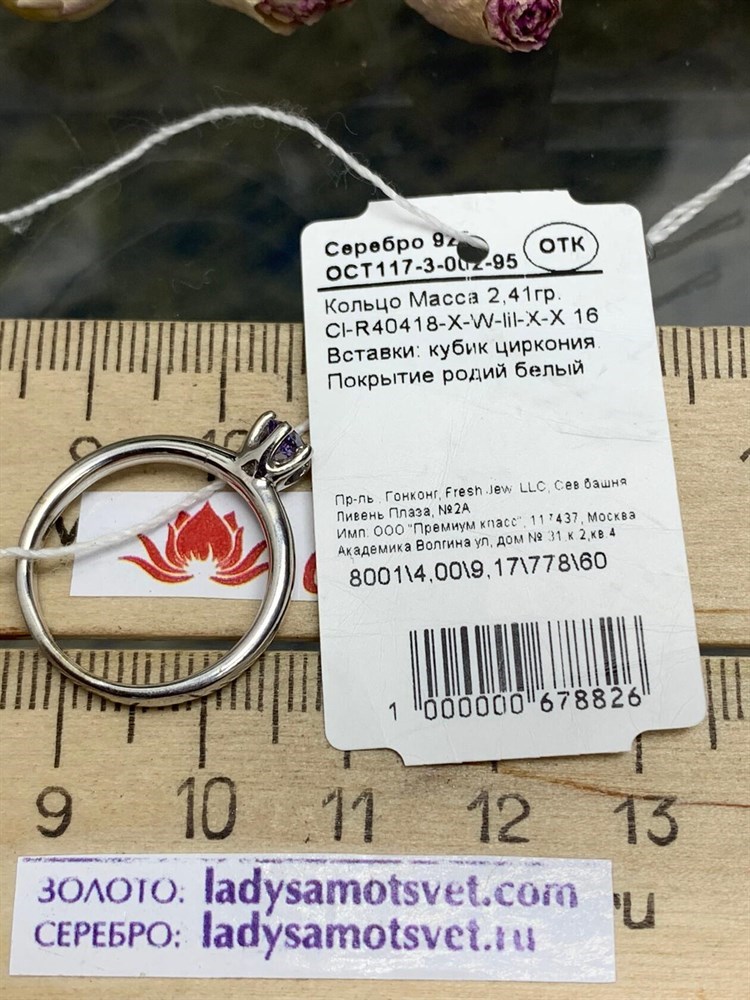 Серебро 925
ОСТ117-3-002-95
ОТК
Кольцо Масса 2,41гр.
CI-R40418-X-W-lil-X-X 16
Вставки: кубик циркония.
Покрытие родий белый
Пр-ль. Гонконг, Fresh Jew LLC, Сев башня
Ливень Плаза, №2А
Имп. ООО "Премиум класс", 117437, Москва
Академика Волгина ул, дом № 31,к 2,кв 4
8001\4,00\9,17\778\60
1 000000 678826
9 10 11 12 13
ЗОЛОТО: ladysamotsvet.com
СЕРЕБРО: ladysamotsvet.ru